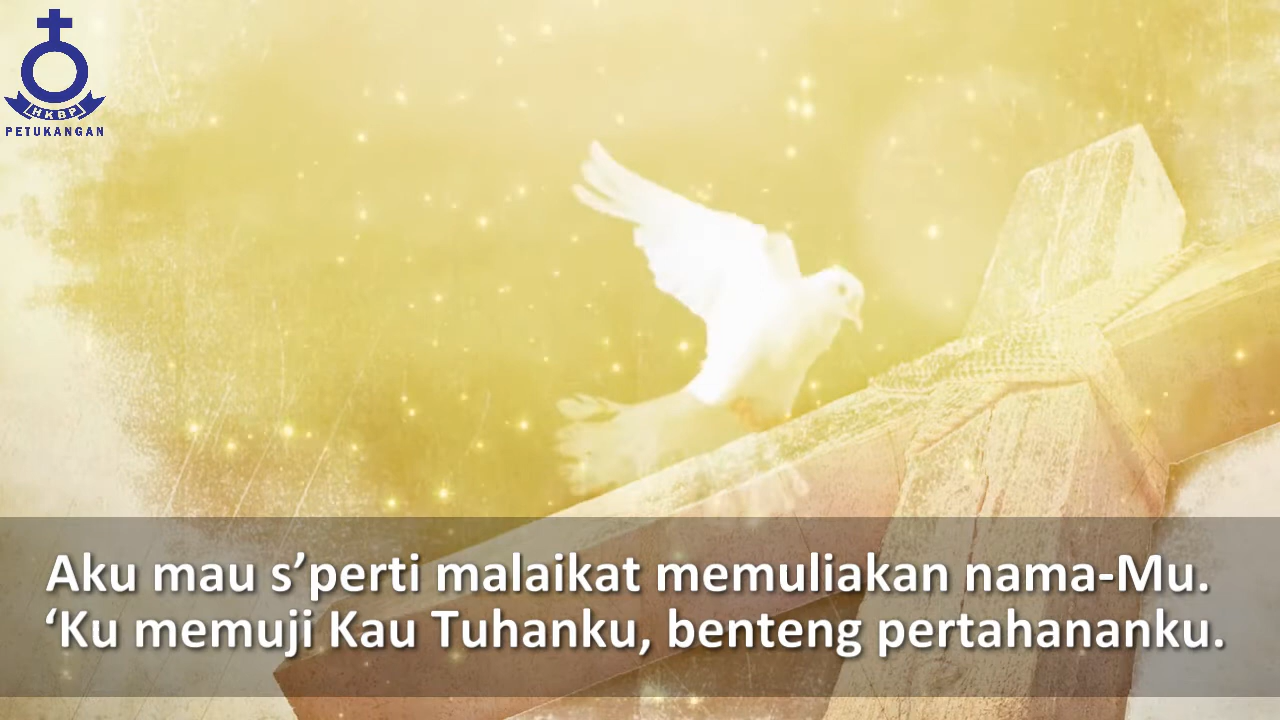 HKBP
PETUKANGAN
Aku mau s’perti malaikat memuliakan nama-Mu.
‘Ku memuji Kau Tuhanku, benteng pertahananku.